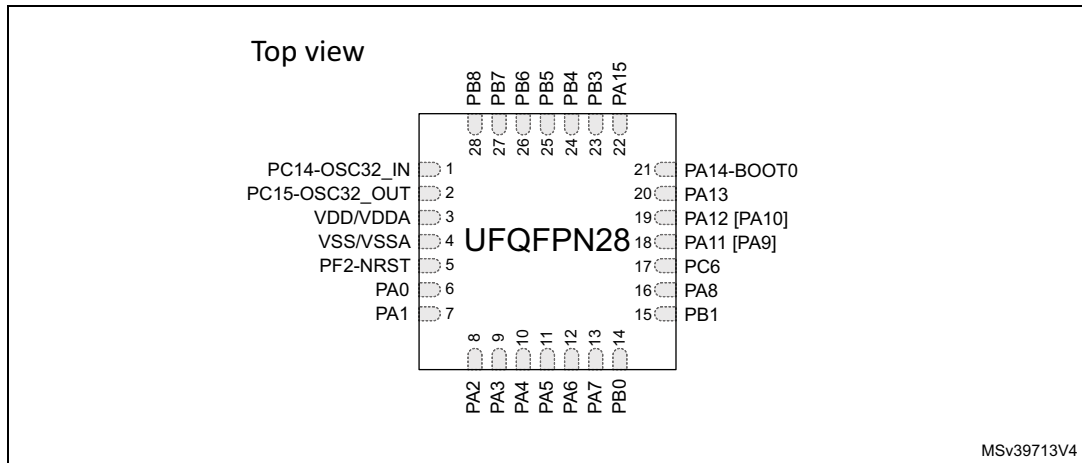 Top view
PB8
PB7
PB6
PB5
PB4
PB3
PA15
28
27
26
25
24
23
22
PC14-OSC32_IN 1
PC15-OSC32_OUT 2
VDD/VDDA 3
VSS/VSSA 4
PF2-NRST 5
PA0 6
PA1 7
UFQFPN28
21 PA14-BOOT0
20 PA13
19 PA12 [PA10]
18 PA11 [PA9]
17 PC6
16 PA8
15 PB1
8
9
10
11
12
13
14
PA2
PA3
PA4
PA5
PA6
PA7
PB0
MSv39713V4